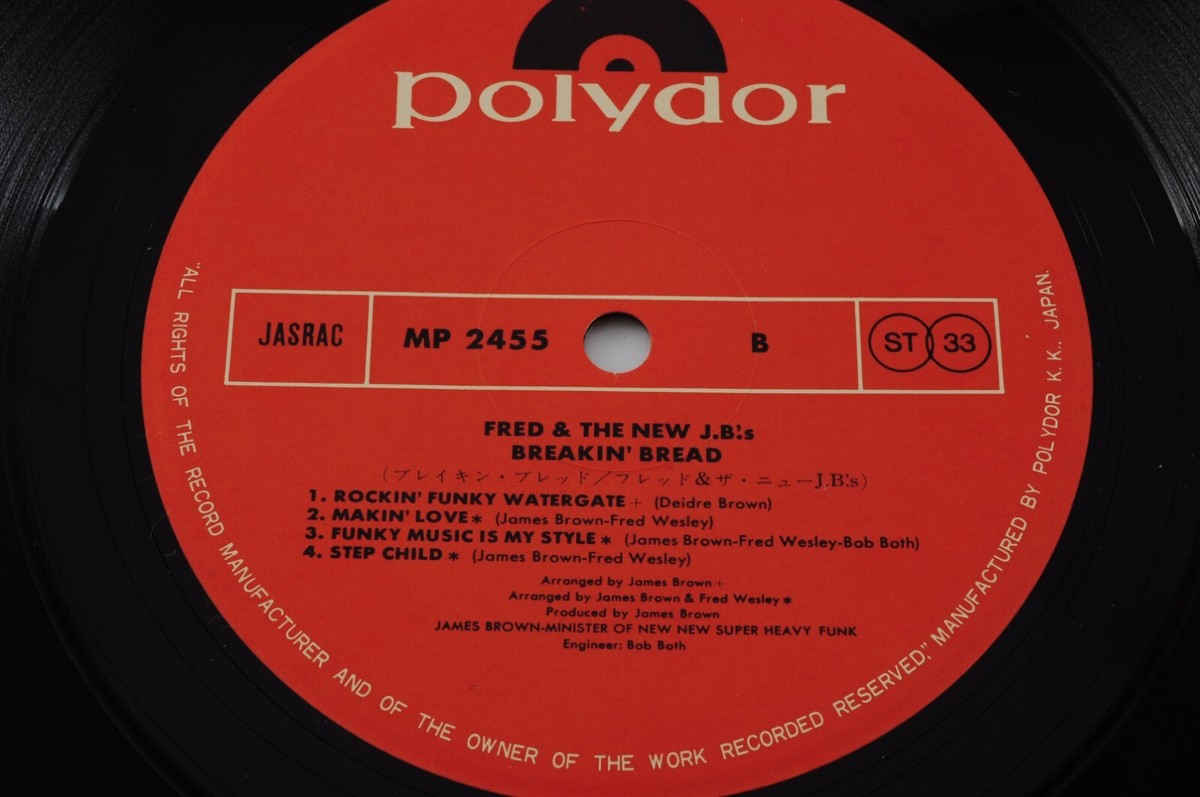 polydor
JASRAC MP 2455 B ST 33
FRED & THE NEW J.B.'s
BREAKIN' BREAD
(ブレイキン・ブレッド/フレッド&ザ・ニューJ.B.'s)
1. ROCKIN' FUNKY WATERGATE + (Deidre Brown)
2. MAKIN' LOVE * (James Brown-Fred Wesley)
3. FUNKY MUSIC IS MY STYLE * (James Brown-Fred Wesley-Bob Both)
4. STEP CHILD * (James Brown-Fred Wesley)
Arranged by James Brown +
Arranged by James Brown & Fred Wesley *
Produced by James Brown
JAMES BROWN-MINISTER OF NEW NEW SUPER HEAVY FUNK
Engineer: Bob Both
"ALL RIGHTS OF THE RECORD MANUFACTURER AND OF THE OWNER OF THE WORK RECORDED RESERVED," MANUFACTURED BY POLYDOR K. K., JAPAN.